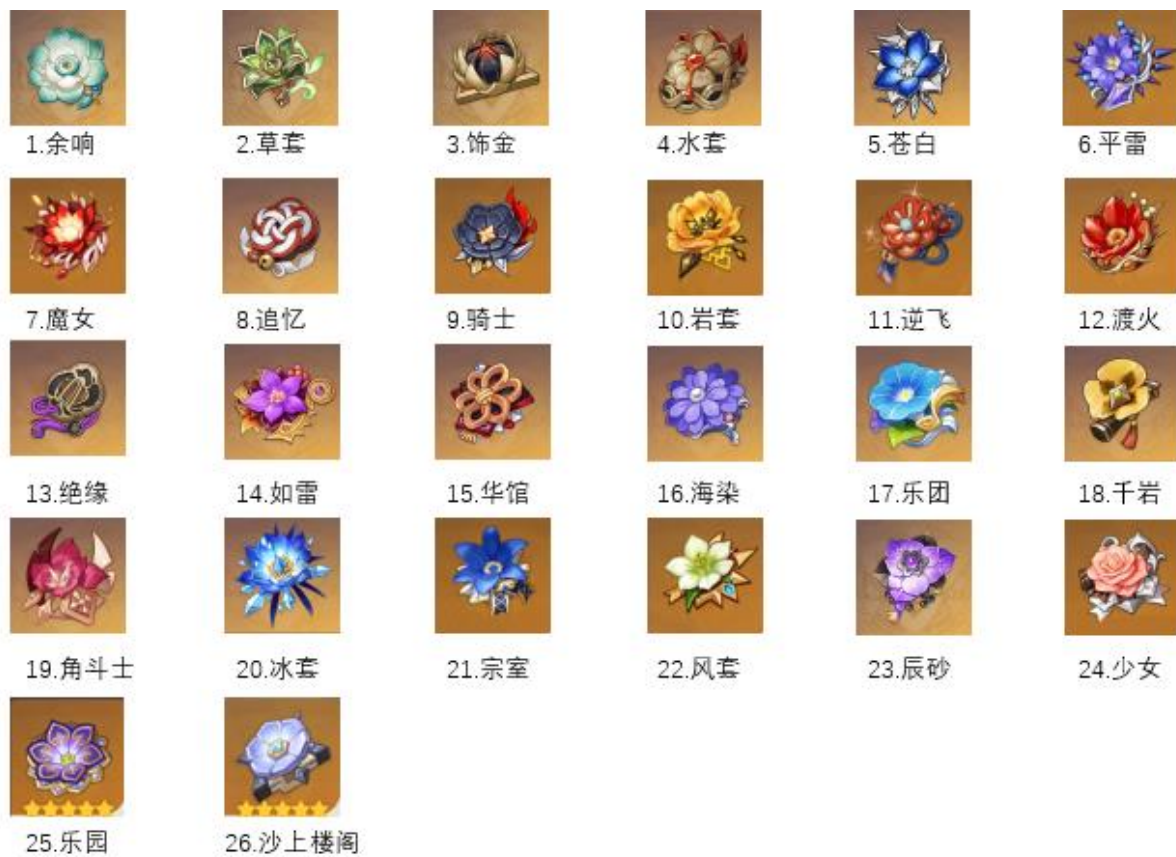 1.余响 2.草套 3.饰金 4.水套 5.苍白 6.平雷
7.魔女 8.追忆 9.骑士 10.岩套 11.逆飞 12.渡火
13.绝缘 14.如雷 15.华馆 16.海染 17.乐团 18.千岩
19.角斗士 20.冰套 21.宗室 22.风套 23.辰砂 24.少女
25.乐园 26.沙上楼阁